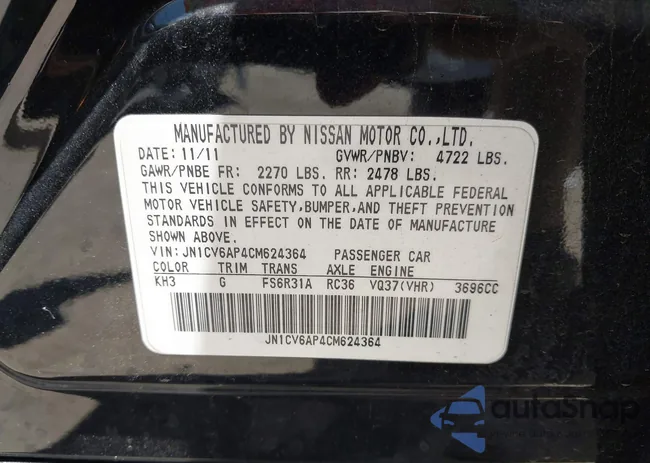 MANUFACTURED BY NISSAN MOTOR CO.,LTD.
DATE: 11/11 GVWR/PNBV: 4722 LBS.
GAWR/PNBE FR: 2270 LBS. RR: 2478 LBS.
THIS VEHICLE CONFORMS TO ALL APPLICABLE FEDERAL
MOTOR VEHICLE SAFETY,BUMPER,AND THEFT PREVENTION
STANDARDS IN EFFECT ON THE DATE OF MANUFACTURE
SHOWN ABOVE.
VIN: JN1CV6AP4CM624364 PASSENGER CAR
COLOR TRIM TRANS AXLE ENGINE
KH3 G FS6R31A RC36 VQ37(VHR) 3696CC
JN1CV6AP4CM624364
autoSnap